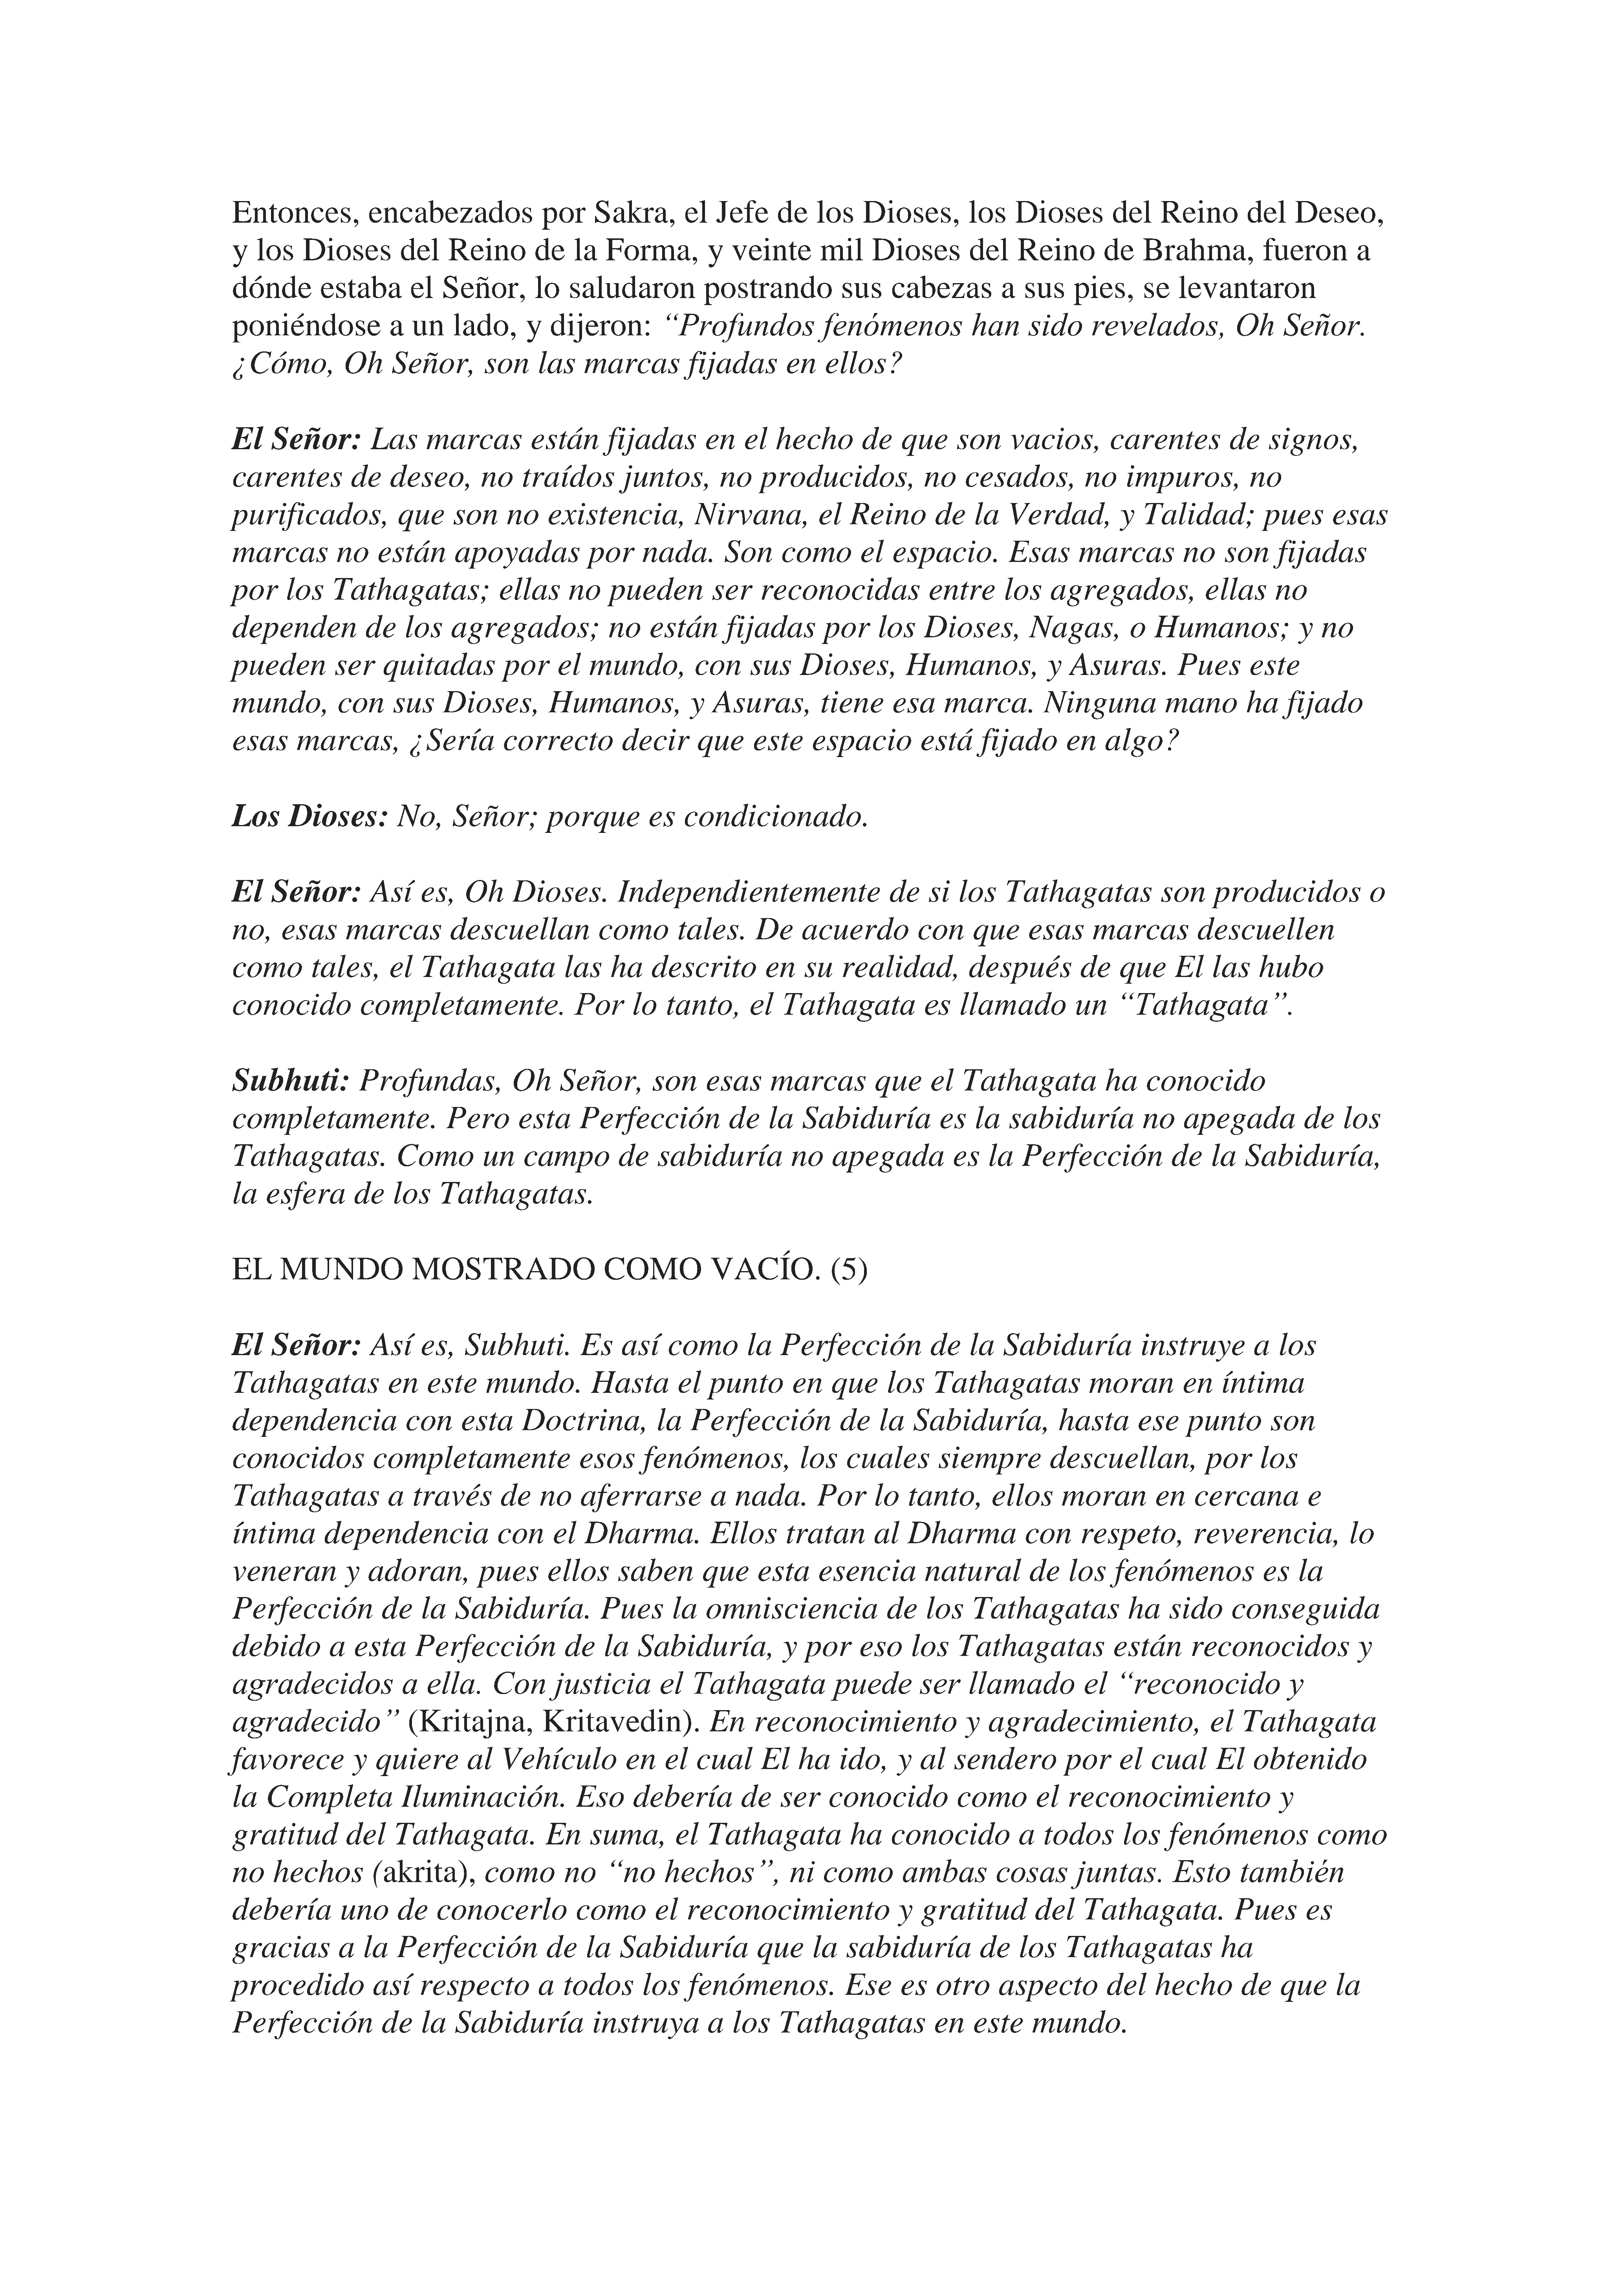 Entonces, encabezados por Sakra, el Jefe de los Dioses, los Dioses del Reino del Deseo,
y los Dioses del Reino de la Forma, y veinte mil Dioses del Reino de Brahma, fueron a
dónde estaba el Señor, lo saludaron postrando sus cabezas a sus pies, se levantaron
poniéndose a un lado, y dijeron: “Profundos fenómenos han sido revelados, Oh Señor.
¿Cómo, Oh Señor, son las marcas fijadas en ellos?
El Señor: Las marcas están fijadas en el hecho de que son vacios, carentes de signos,
carentes de deseo, no traídos juntos, no producidos, no cesados, no impuros, no
purificados, que son no existencia, Nirvana, el Reino de la Verdad, y Talidad; pues esas
marcas no están apoyadas por nada. Son como el espacio. Esas marcas no son fijadas
por los Tathagatas; ellas no pueden ser reconocidas entre los agregados, ellas no
dependen de los agregados; no están fijadas por los Dioses, Nagas, o Humanos; y no
pueden ser quitadas por el mundo, con sus Dioses, Humanos, y Asuras. Pues este
mundo, con sus Dioses, Humanos, y Asuras, tiene esa marca. Ninguna mano ha fijado
esas marcas, ¿Sería correcto decir que este espacio está fijado en algo?
Los Dioses: No, Señor; porque es condicionado.
El Señor: Así es, Oh Dioses. Independientemente de si los Tathagatas son producidos o
no, esas marcas descuellan como tales. De acuerdo con que esas marcas descuellen
como tales, el Tathagata las ha descrito en su realidad, después de que El las hubo
conocido completamente. Por lo tanto, el Tathagata es llamado un “Tathagata”.
Subhuti: Profundas, Oh Señor, son esas marcas que el Tathagata ha conocido
completamente. Pero esta Perfección de la Sabiduría es la sabiduría no apegada de los
Tathagatas. Como un campo de sabiduría no apegada es la Perfección de la Sabiduría,
la esfera de los Tathagatas.
EL MUNDO MOSTRADO COMO VACÍO. (5)
El Señor: Así es, Subhuti. Es así como la Perfección de la Sabiduría instruye a los
Tathagatas en este mundo. Hasta el punto en que los Tathagatas moran en íntima
dependencia con esta Doctrina, la Perfección de la Sabiduría, hasta ese punto son
conocidos completamente esos fenómenos, los cuales siempre descuellan, por los
Tathagatas a través de no aferrarse a nada. Por lo tanto, ellos moran en cercana e
íntima dependencia con el Dharma. Ellos tratan al Dharma con respeto, reverencia, lo
veneran y adoran, pues ellos saben que esta esencia natural de los fenómenos es la
Perfección de la Sabiduría. Pues la omnisciencia de los Tathagatas ha sido conseguida
debido a esta Perfección de la Sabiduría, y por eso los Tathagatas están reconocidos y
agradecidos a ella. Con justicia el Tathagata puede ser llamado el “reconocido y
agradecido” (Kritajna, Kritavedin). En reconocimiento y agradecimiento, el Tathagata
favorece y quiere al Vehículo en el cual El ha ido, y al sendero por el cual El obtenido
la Completa Iluminación. Eso debería de ser conocido como el reconocimiento y
gratitud del Tathagata. En suma, el Tathagata ha conocido a todos los fenómenos como
no hechos (akrita), como no “no hechos”, ni como ambas cosas juntas. Esto también
debería uno de conocerlo como el reconocimiento y gratitud del Tathagata. Pues es
gracias a la Perfección de la Sabiduría que la sabiduría de los Tathagatas ha
procedido así respecto a todos los fenómenos. Ese es otro aspecto del hecho de que la
Perfección de la Sabiduría instruya a los Tathagatas en este mundo.